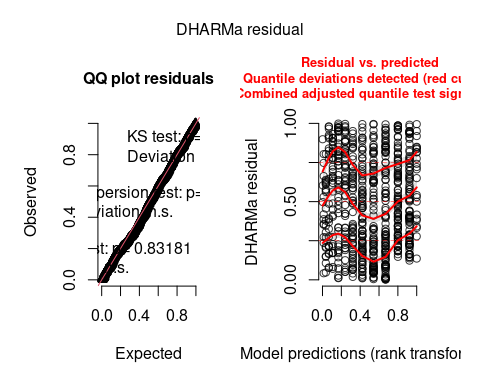 DHARMa residual
QQ plot residuals
KS test: p=
Deviation
persion test: p=
viation n.s.
st: p= 0.83181
n.s.
Observed
0.0 0.4 0.8
0.0 0.4 0.8
Expected
Residual vs. predicted
Quantile deviations detected (red cu
Combined adjusted quantile test sign
DHARMa residual
0.00 0.50 1.00
0.0 0.4 0.8
Model predictions (rank transfor